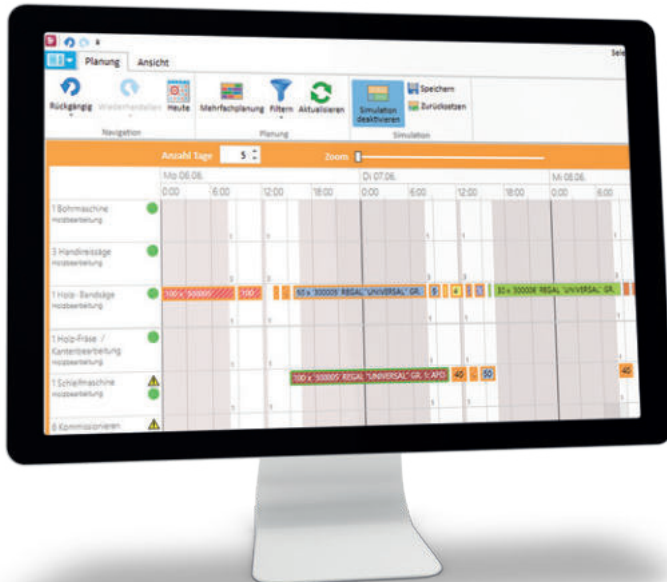 Planung Ansicht
Rückgängig Wiederherstellen Heute Mehrfachplanung Filtern Aktualisieren Simulation deaktivieren Speichern
Zurücksetzen
Navigation Planung Simulation
Anzahl Tage 5 Zoom
Mo 06.06. Di 07.06. Mi 08.06.
0:00 6:00 12:00 18:00 0:00 6:00 12:00 18:00 0:00 6:00
1 Bohrmaschine
Holzbearbeitung
3 Handkreissäge
Holzbearbeitung
1 Holz-Bandsäge
Holzbearbeitung
100 x '300005' 100 50 x '300005' REGAL "UNIVERSAL" GR. 30 x '300006' REGAL "UNIVERSAL" GR.
1 Holz-Fräse /
Kantenbearbeitung
Holzbearbeitung
1 Schleifmaschine
Holzbearbeitung
100 x '300005' REGAL "UNIVERSAL" GR. 40 50 40
6 Kommissionieren